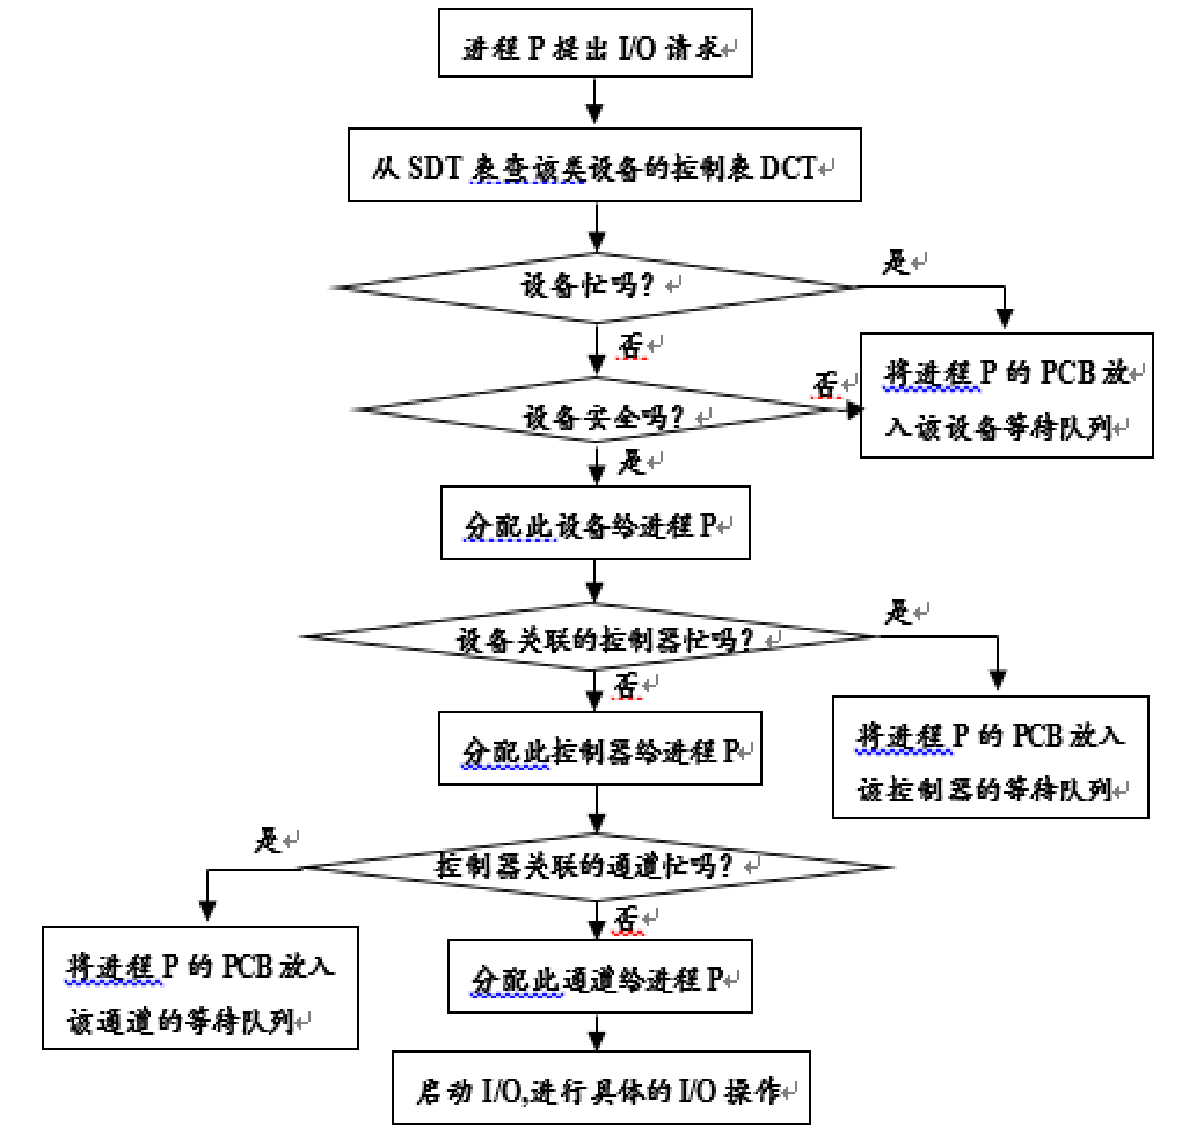 进程 P 提出 I/O 请求
从 SDT 表查该类设备的控制表 DCT
设备忙吗?
是
否
将进程 P 的 PCB 放
入该设备等待队列
设备安全吗?
否
是
分配此设备给进程 P
设备关联的控制器忙吗?
是
否
将进程 P 的 PCB 放入
该控制器的等待队列
分配此控制器给进程 P
控制器关联的通道忙吗?
是
否
将进程 P 的 PCB 放入
该通道的等待队列
分配此通道给进程 P
启动 I/O,进行具体的 I/O 操作